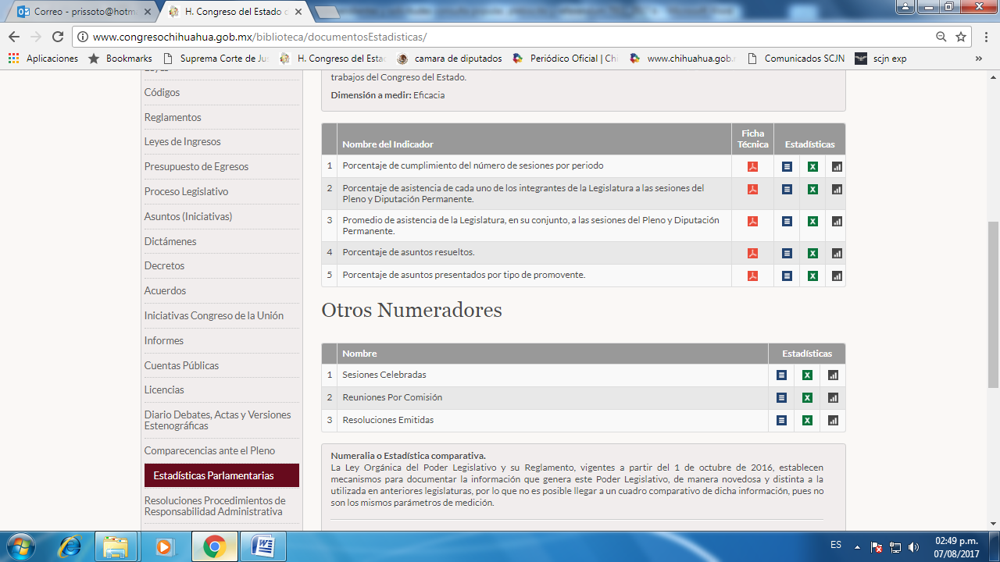 Correo - prissoto@hotma
H. Congreso del Estado d
www.congresochihuahua.gob.mx/biblioteca/documentosEstadisticas/
Aplicaciones
Bookmarks
Suprema Corte de Jus
H. Congreso del Estad
camara de diputados
Periódico Oficial | Ch
www.chihuahua.gob.m
Comunicados SCJN
scjn exp
»
Códigos
Reglamentos
Leyes de Ingresos
Presupuesto de Egresos
Proceso Legislativo
Asuntos (Iniciativas)
Dictámenes
Decretos
Acuerdos
Iniciativas Congreso de la Unión
Informes
Cuentas Públicas
Licencias
Diario Debates, Actas y Versiones
Estenográficas
Comparecencias ante el Pleno
Estadísticas Parlamentarias
Resoluciones Procedimientos de
Responsabilidad Administrativa
trabajos del Congreso del Estado.
Dimensión a medir: Eficacia
Nombre del Indicador
Ficha
Técnica
Estadísticas
1 Porcentaje de cumplimiento del número de sesiones por periodo
2 Porcentaje de asistencia de cada uno de los integrantes de la Legislatura a las sesiones del
Pleno y Diputación Permanente.
3 Promedio de asistencia de la Legislatura, en su conjunto, a las sesiones del Pleno y Diputación
Permanente.
4 Porcentaje de asuntos resueltos.
5 Porcentaje de asuntos presentados por tipo de promovente.
Otros Numeradores
Nombre
Estadísticas
1 Sesiones Celebradas
2 Reuniones Por Comisión
3 Resoluciones Emitidas
Numeralia o Estadística comparativa.
La Ley Orgánica del Poder Legislativo y su Reglamento, vigentes a partir del 1 de octubre de 2016, establecen
mecanismos para documentar la información que genera este Poder Legislativo, de manera novedosa y distinta a la
utilizada en anteriores legislaturas, por lo que no es posible llegar a un cuadro comparativo de dicha información, pues no
son los mismos parámetros de medición.
ES
02:49 p.m.
07/08/2017